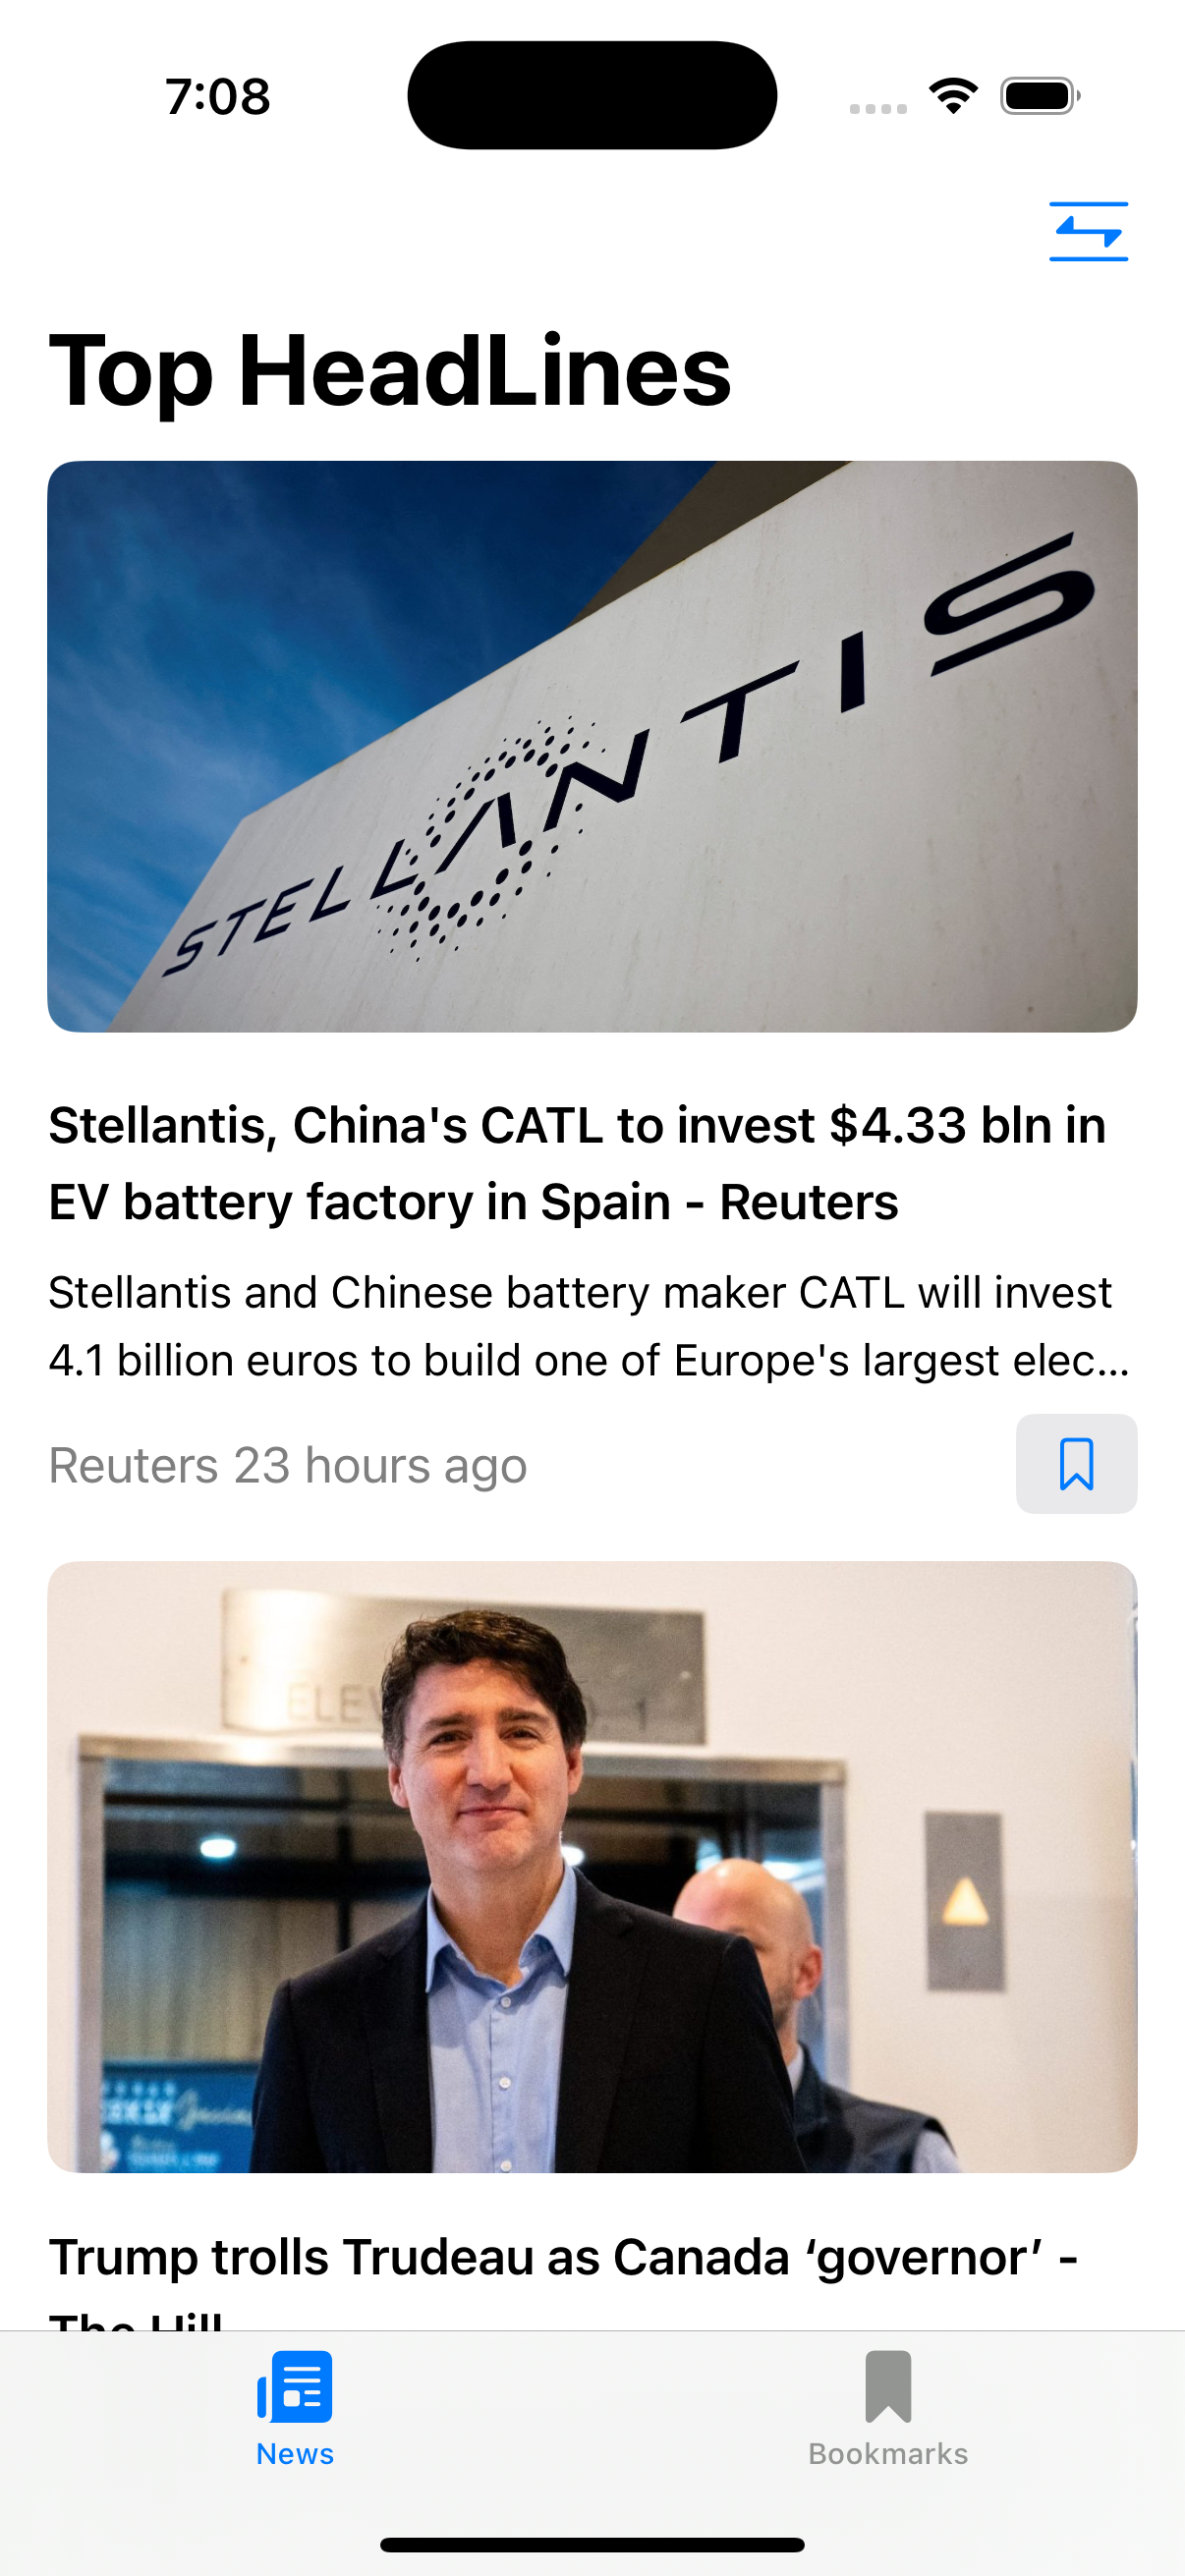 7:08
Top HeadLines
STELLANTIS
Stellantis, China's CATL to invest $4.33 bln in
EV battery factory in Spain - Reuters
Stellantis and Chinese battery maker CATL will invest
4.1 billion euros to build one of Europe's largest elec...
Reuters 23 hours ago
Trump trolls Trudeau as Canada ‘governor’ -
The Hill
News
Bookmarks